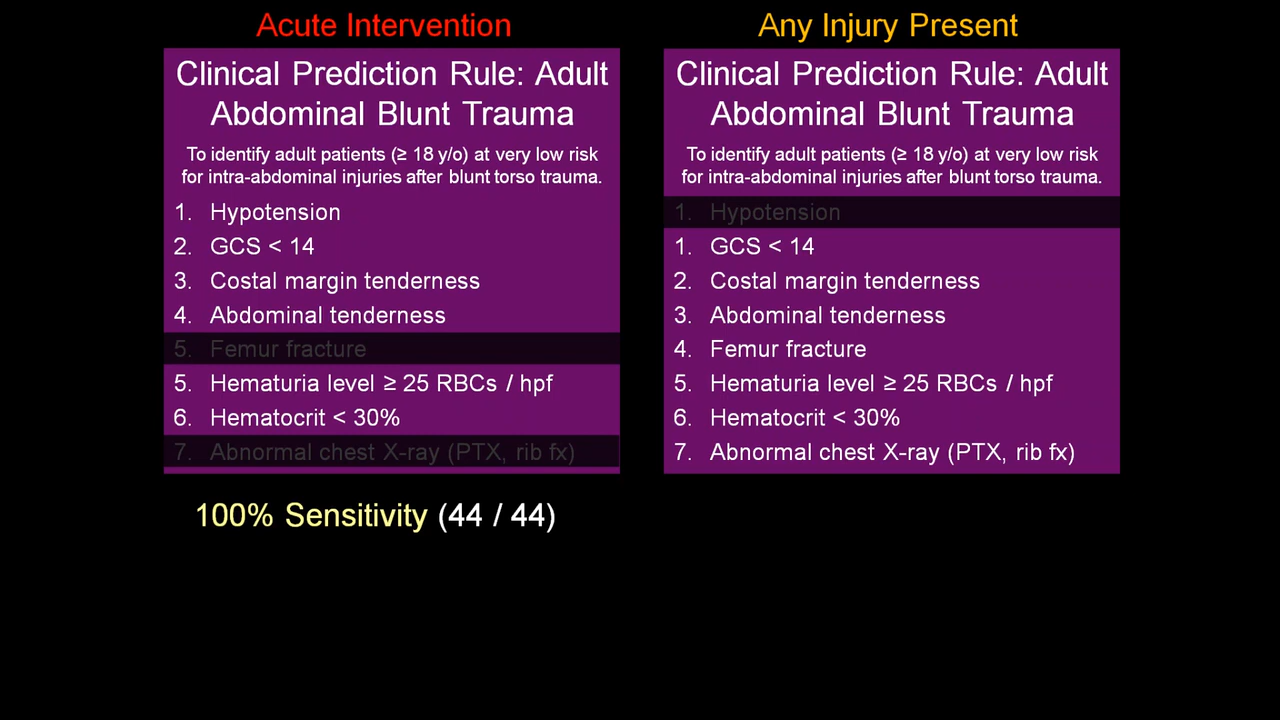 Acute Intervention
Clinical Prediction Rule: Adult
Abdominal Blunt Trauma
To identify adult patients (≥ 18 y/o) at very low risk
for intra-abdominal injuries after blunt torso trauma.
1. Hypotension
2. GCS < 14
3. Costal margin tenderness
4. Abdominal tenderness
5. Femur fracture
5. Hematuria level ≥ 25 RBCs / hpf
6. Hematocrit < 30%
7. Abnormal chest X-ray (PTX, rib fx)
100% Sensitivity (44 / 44)
Any Injury Present
Clinical Prediction Rule: Adult
Abdominal Blunt Trauma
To identify adult patients (≥ 18 y/o) at very low risk
for intra-abdominal injuries after blunt torso trauma.
1. Hypotension
1. GCS < 14
2. Costal margin tenderness
3. Abdominal tenderness
4. Femur fracture
5. Hematuria level ≥ 25 RBCs / hpf
6. Hematocrit < 30%
7. Abnormal chest X-ray (PTX, rib fx)